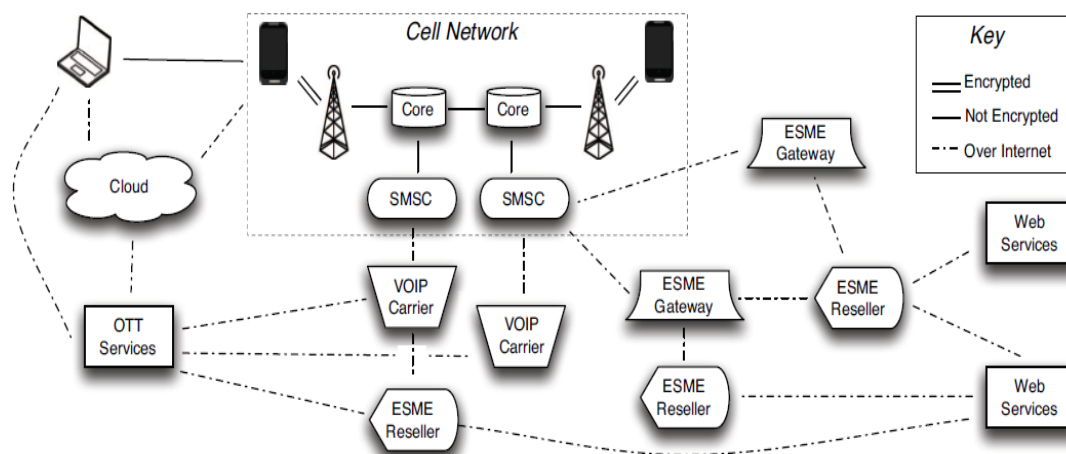 Cell Network
Key
Encrypted
Not Encrypted
Over Internet
Core
Core
ESME
Gateway
Cloud
SMSC
SMSC
Web
Services
VOIP
Carrier
ESME
Gateway
ESME
Reseller
OTT
Services
VOIP
Carrier
ESME
Reseller
ESME
Reseller
Web
Services